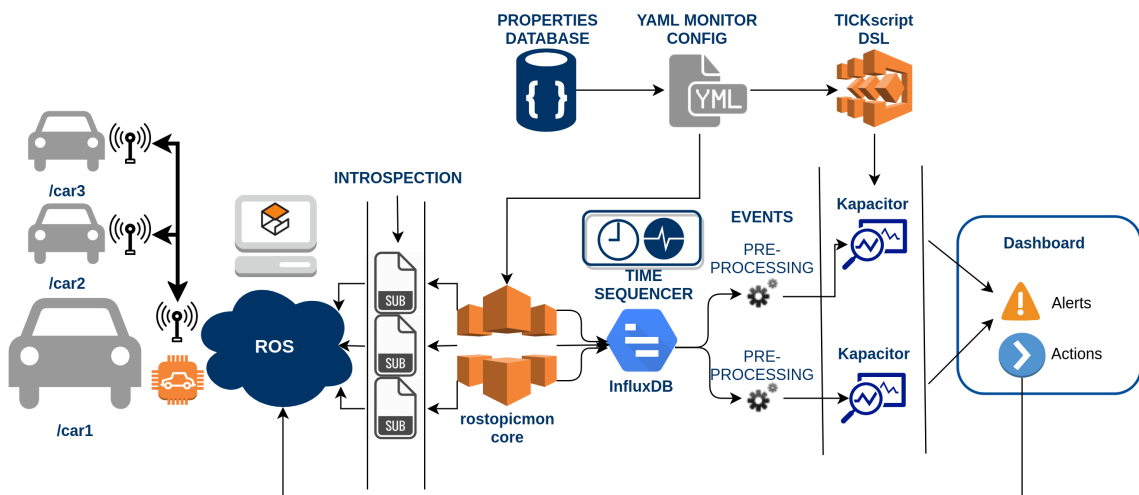 PROPERTIES
DATABASE
{ }
YAML MONITOR
CONFIG
YML
TICKscript
DSL
/car3
/car2
/car1
INTROSPECTION
ROS
SUB
SUB
SUB
rostopicmon
core
TIME
SEQUENCER
InfluxDB
EVENTS
PRE-
PROCESSING
PRE-
PROCESSING
Kapacitor
Kapacitor
Dashboard
Alerts
Actions